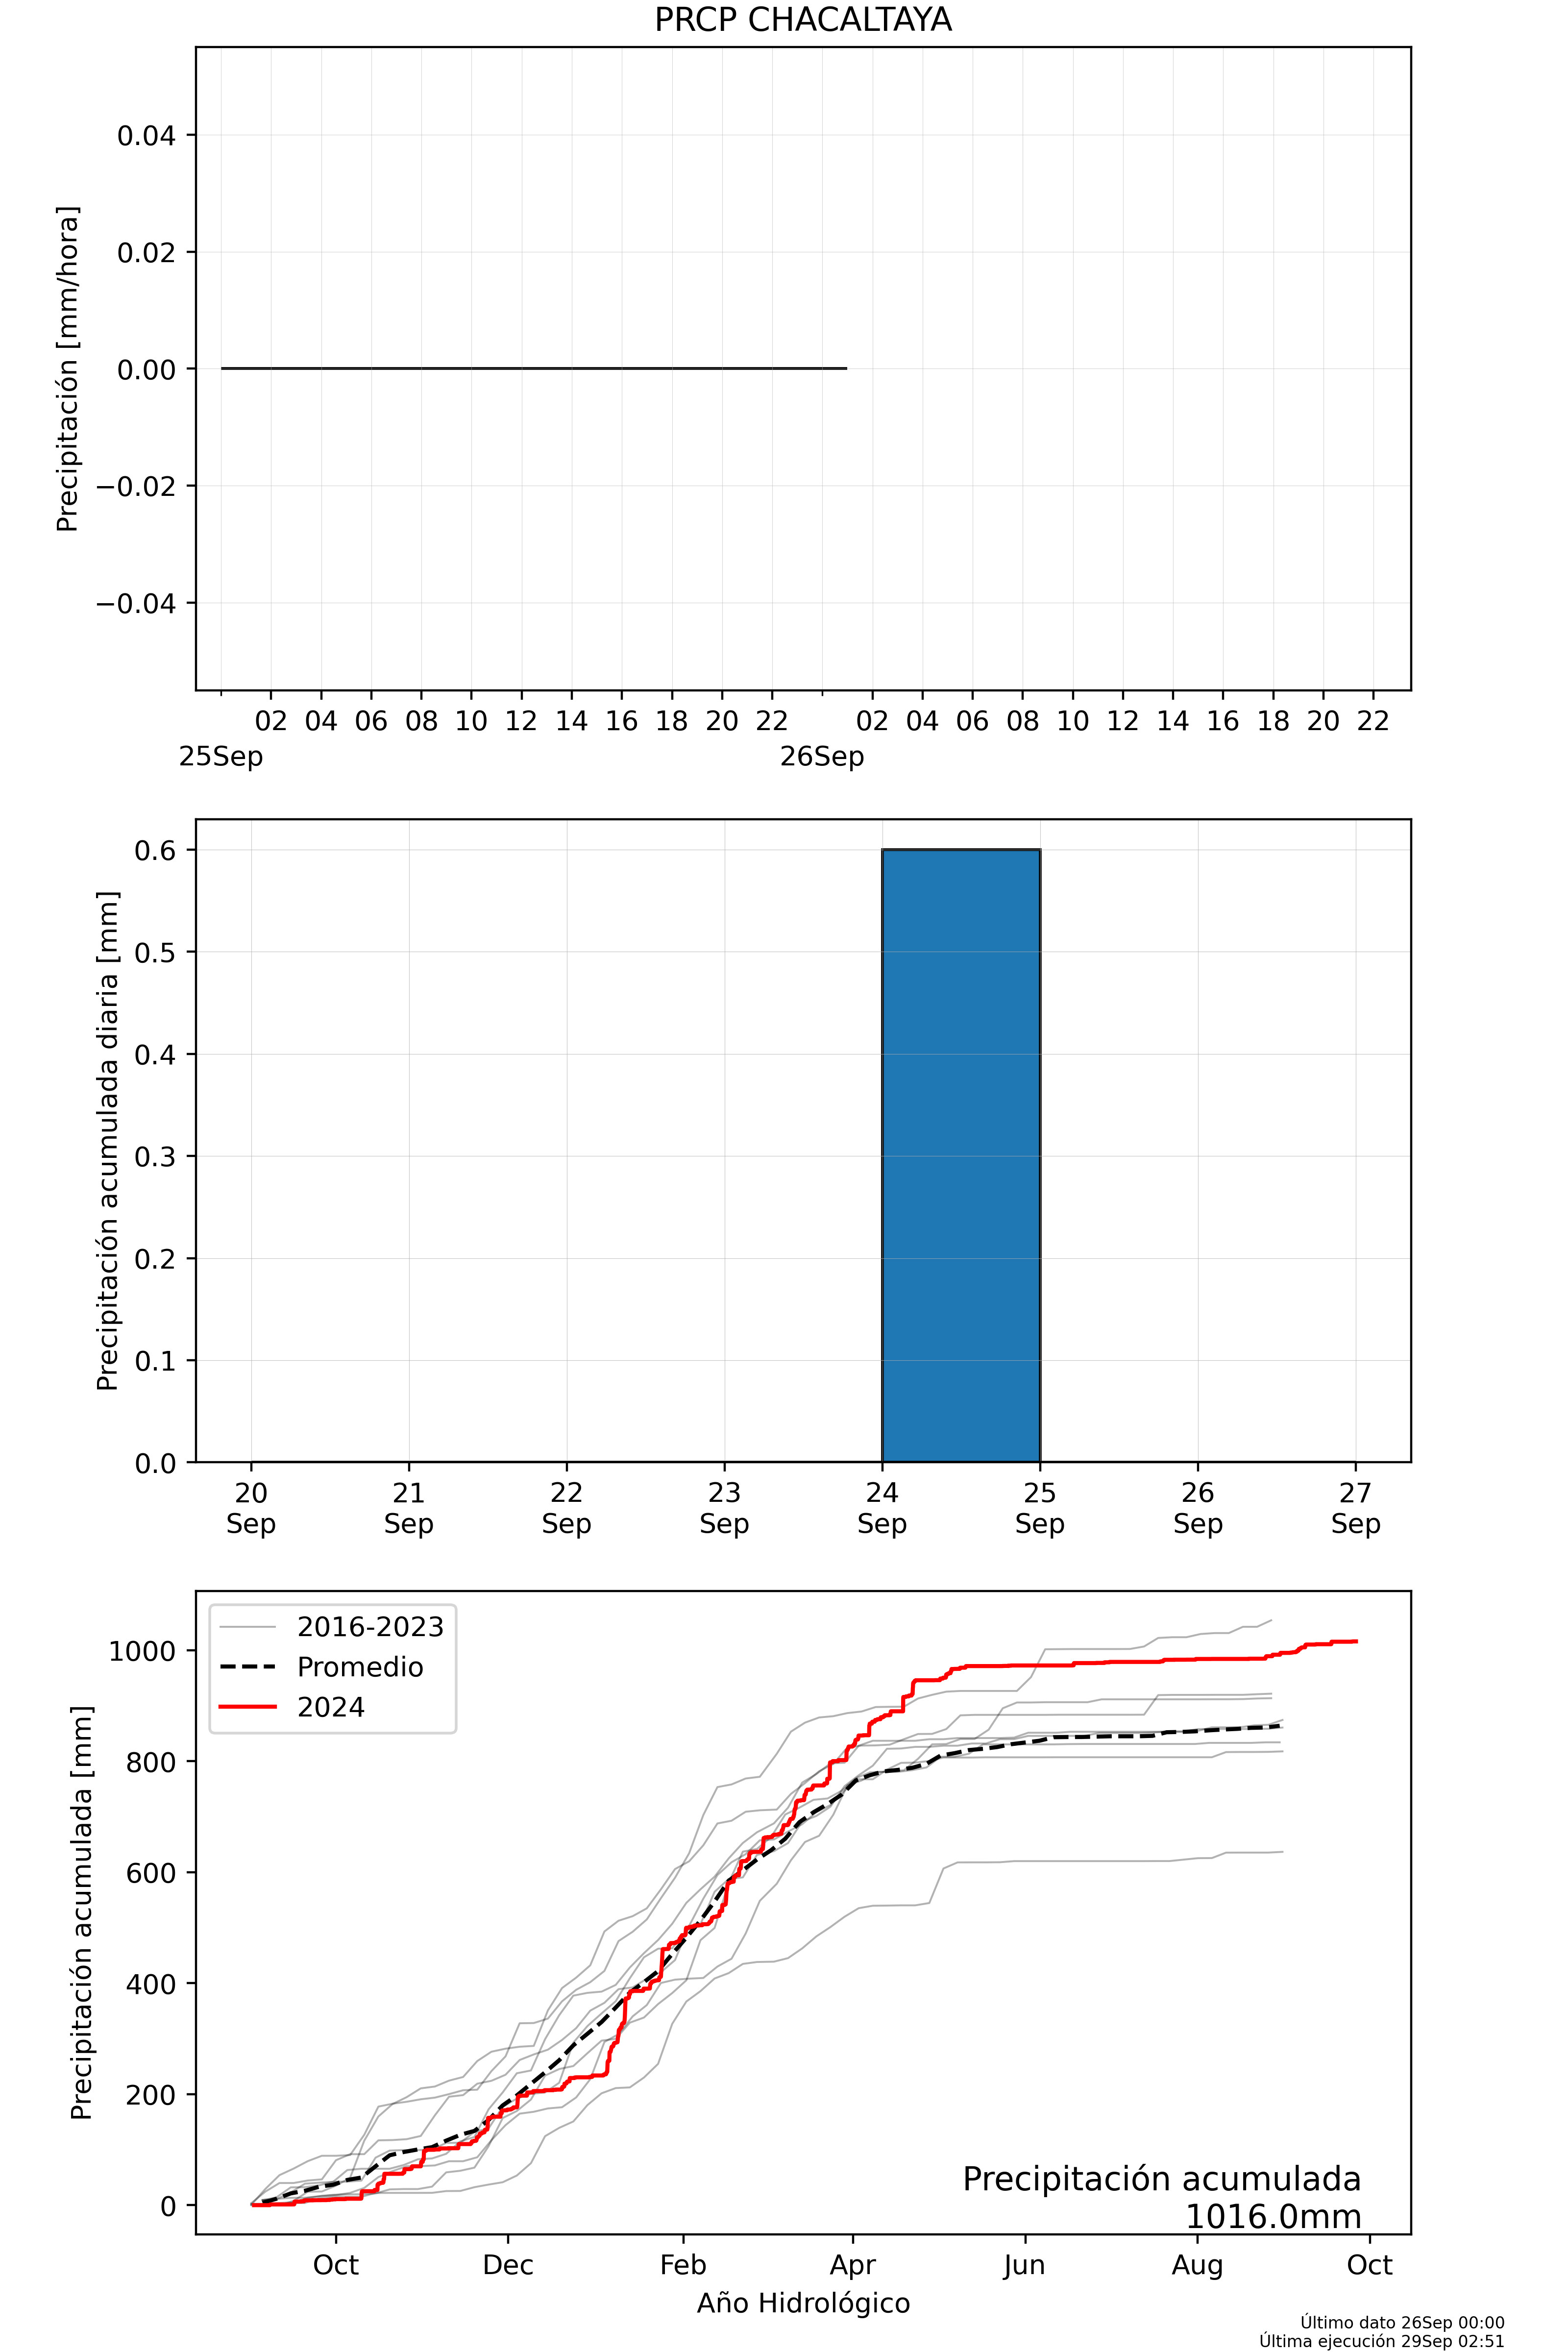 PRCP CHACALTAYA
Precipitación [mm/hora]
0.04
0.02
0.00
−0.02
−0.04
02 04 06 08 10 12 14 16 18 20 22 02 04 06 08 10 12 14 16 18 20 22
25Sep 26Sep
Precipitación acumulada diaria [mm]
0.6
0.5
0.4
0.3
0.2
0.1
0.0
20 21 22 23 24 25 26 27
Sep Sep Sep Sep Sep Sep Sep Sep
Precipitación acumulada [mm]
1000
800
600
400
200
0
2016-2023
Promedio
2024
Precipitación acumulada
1016.0mm
Oct Dec Feb Apr Jun Aug Oct
Año Hidrológico
Último dato 26Sep 00:00
Última ejecución 29Sep 02:51